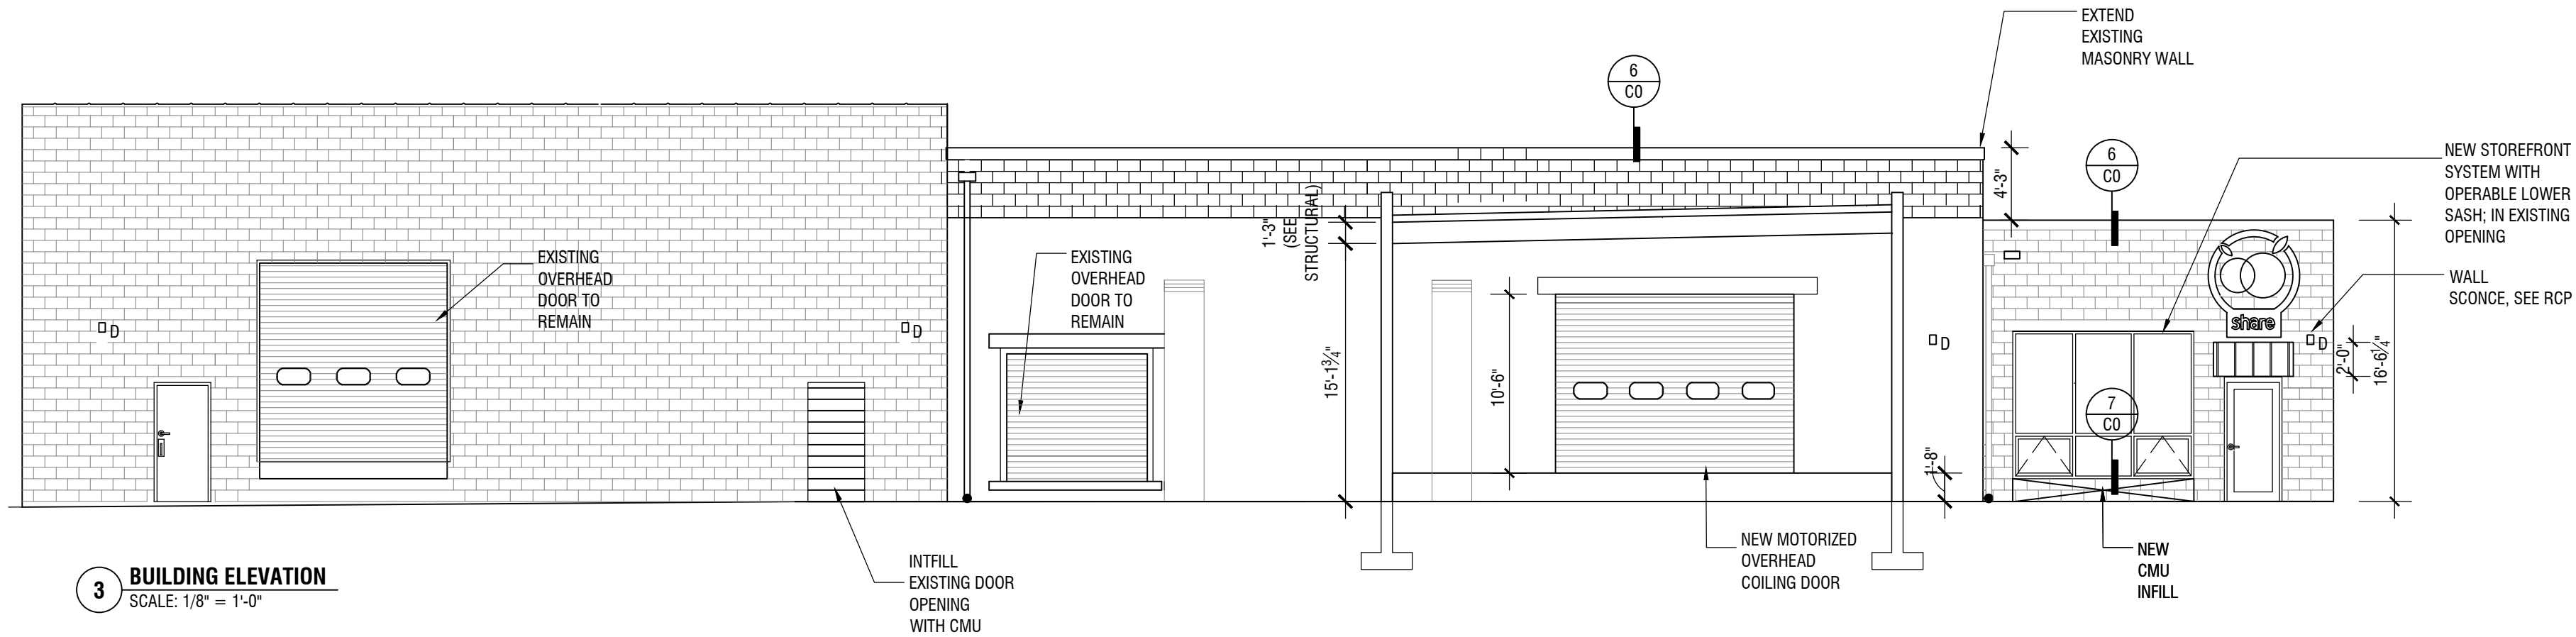 EXTEND
EXISTING
MASONRY WALL
6
C0
6
C0
NEW STOREFRONT
SYSTEM WITH
OPERABLE LOWER
SASH; IN EXISTING
OPENING
4'-3"
1'-3"
(SEE
STRUCTURAL)
EXISTING
OVERHEAD
DOOR TO
REMAIN
EXISTING
OVERHEAD
DOOR TO
REMAIN
WALL
SCONCE, SEE RCP
share
D
D
D
D
15'-1¾"
10'-6"
2'-0"
16'-6¼"
7
C0
1'-8"
INTFILL
EXISTING DOOR
OPENING
WITH CMU
NEW MOTORIZED
OVERHEAD
COILING DOOR
NEW
CMU
INFILL
3
BUILDING ELEVATION
SCALE: 1/8" = 1'-0"